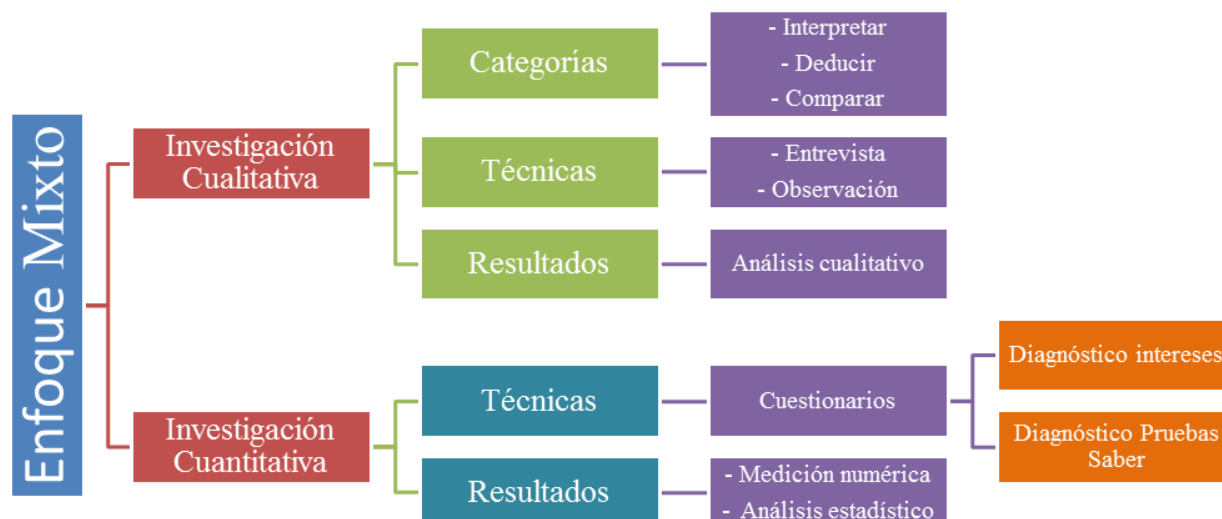 Enfoque Mixto
Investigación
Cualitativa
Categorías
- Interpretar
- Deducir
- Comparar
Técnicas
- Entrevista
- Observación
Resultados
Análisis cualitativo
Investigación
Cuantitativa
Técnicas
Cuestionarios
Diagnóstico intereses
Diagnóstico Pruebas
Saber
Resultados
- Medición numérica
- Análisis estadístico